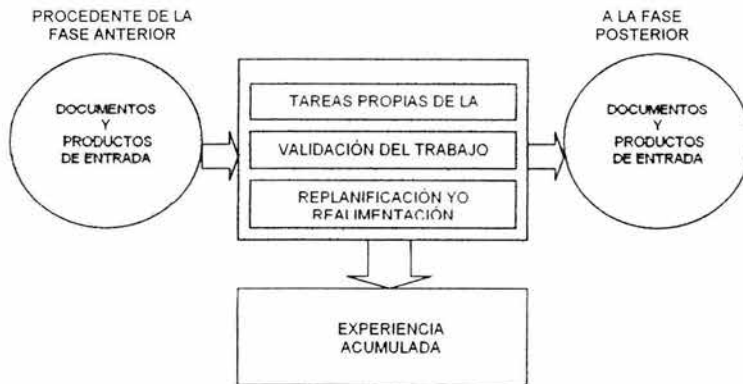 PROCEDENTE DE LA
FASE ANTERIOR
A LA FASE
POSTERIOR
DOCUMENTOS
Y
PRODUCTOS
DE ENTRADA
TAREAS PROPIAS DE LA
VALIDACIÓN DEL TRABAJO
REPLANIFICACIÓN YO
REALIMENTACIÓN
DOCUMENTOS
Y
PRODUCTOS
DE ENTRADA
EXPERIENCIA
ACUMULADA